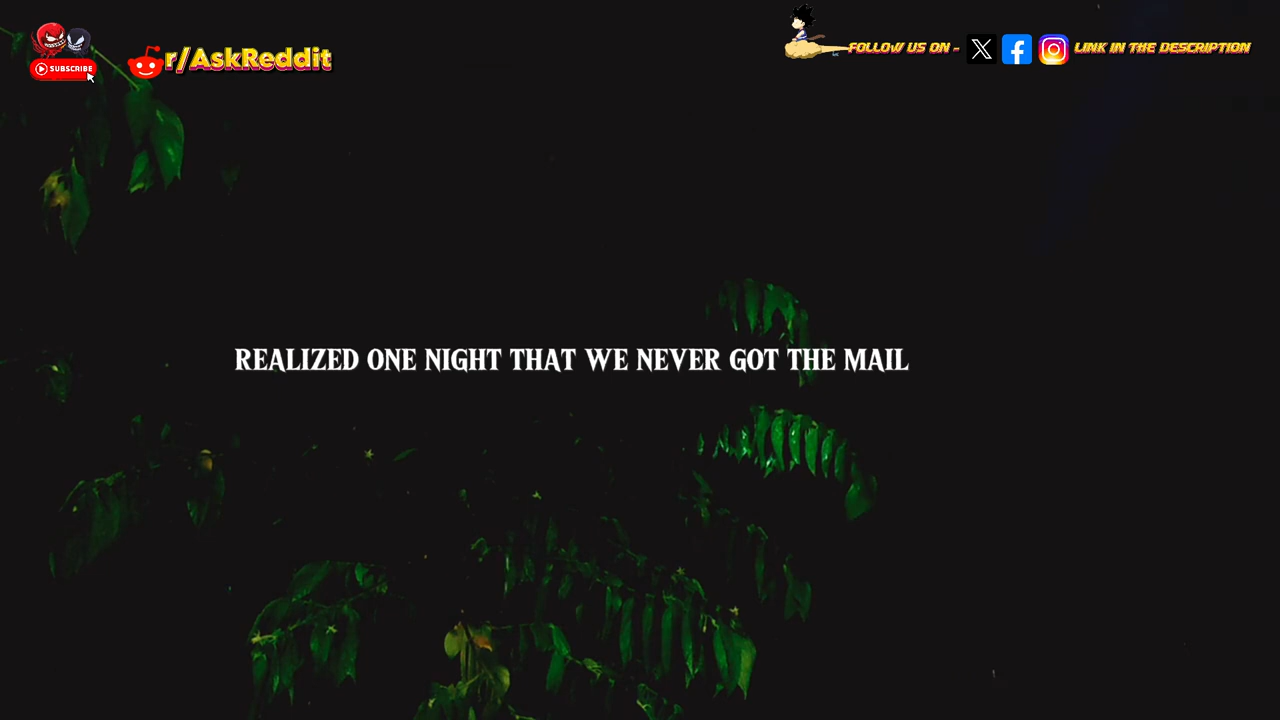 SUBSCRIBE
r/AskReddit
FOLLOW US ON -
LINK IN THE DESCRIPTION
REALIZED ONE NIGHT THAT WE NEVER GOT THE MAIL